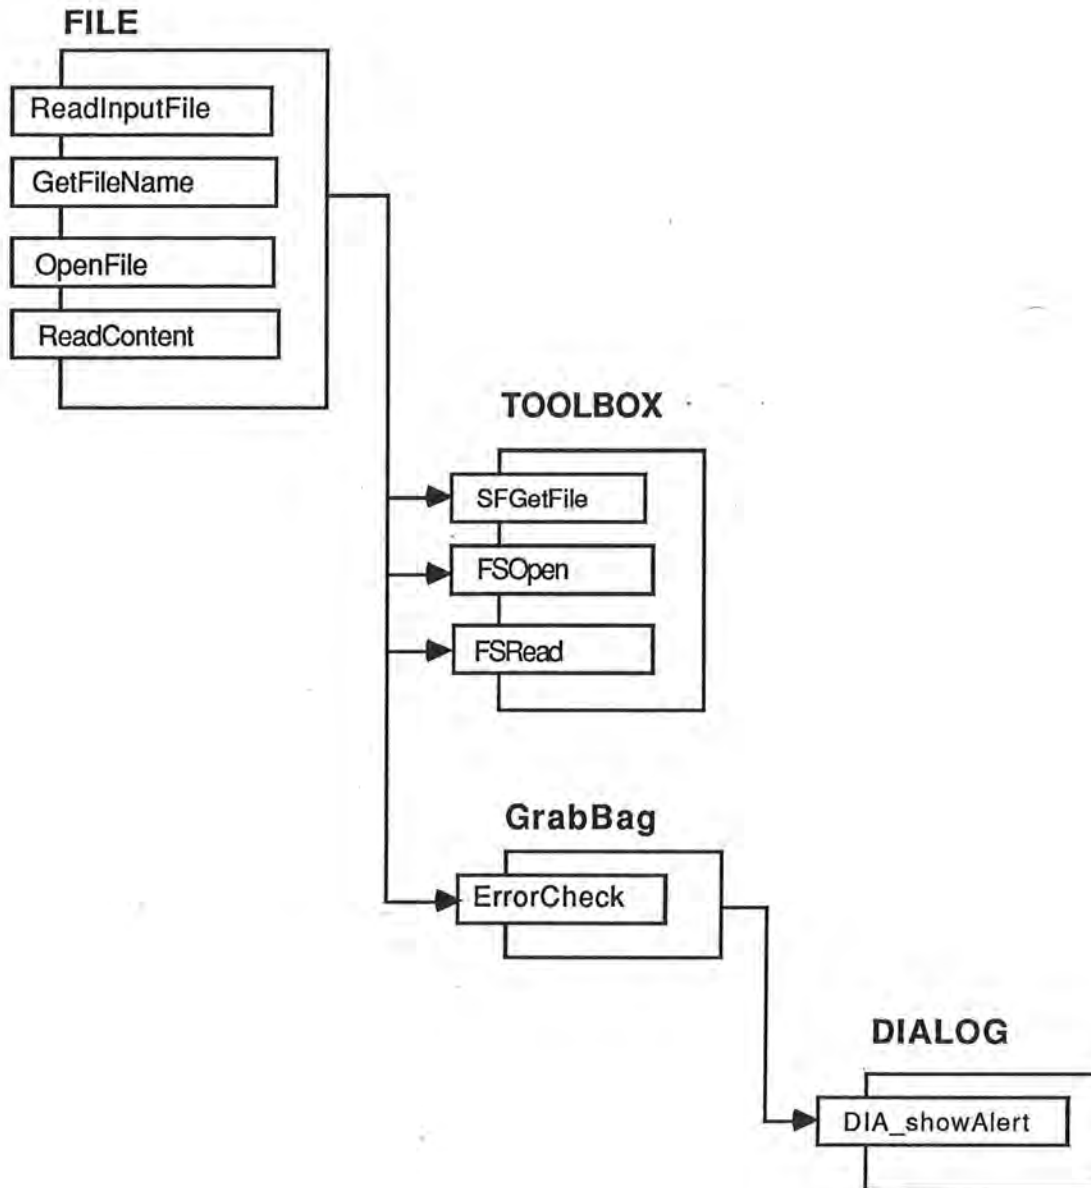 FILE
ReadInputFile
GetFileName
OpenFile
ReadContent
TOOLBOX
SFGetFile
FSOpen
FSRead
GrabBag
ErrorCheck
DIALOG
DIA_showAlert